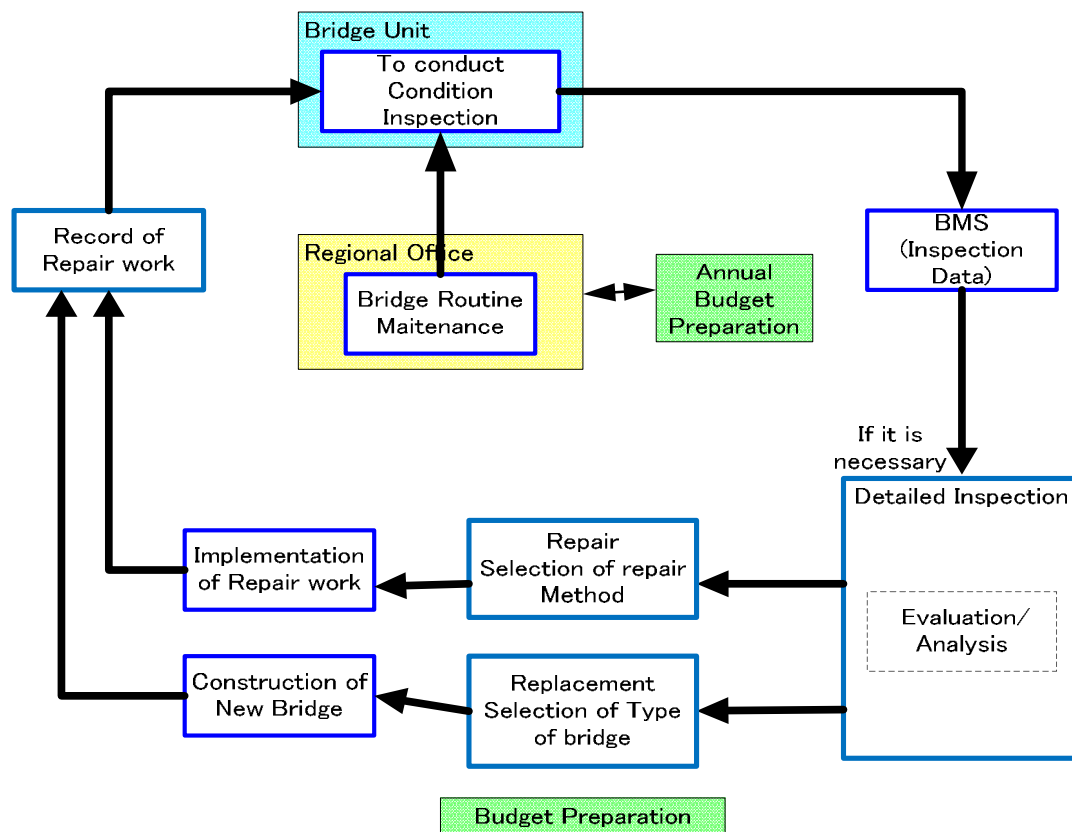 Bridge Unit
To conduct
Condition
Inspection
Record of
Repair work
Regional Office
Bridge Routine
Maitenance
Annual
Budget
Preparation
BMS
(Inspection
Data)
If it is
necessary
Detailed Inspection
Evaluation/
Analysis
Implementation
of Repair work
Repair
Selection of repair
Method
Construction of
New Bridge
Replacement
Selection of Type
of bridge
Budget Preparation